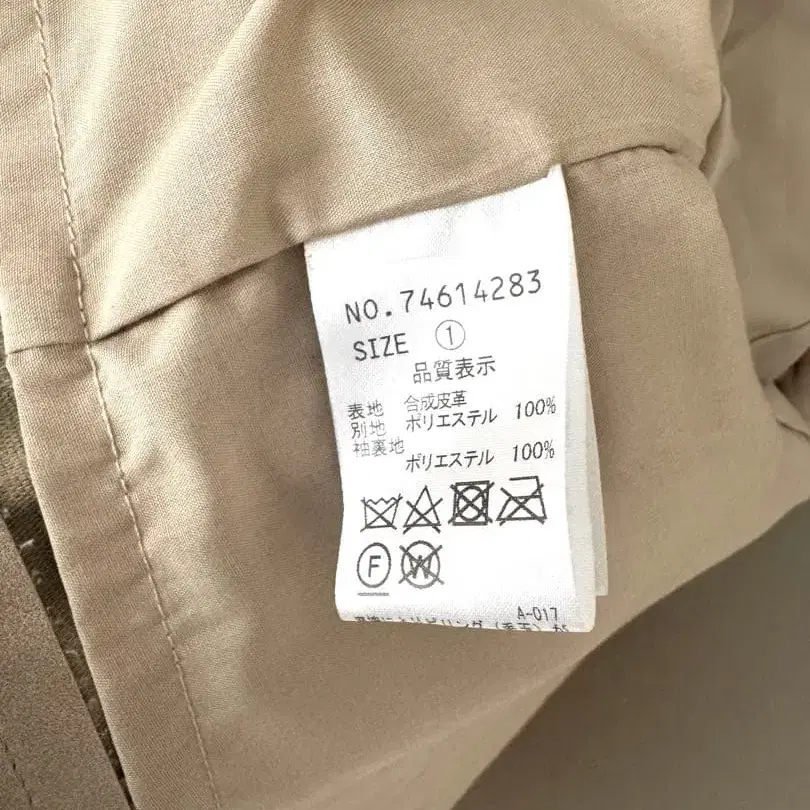 NO.74614283
SIZE ①
品質表示
表地 合成皮革
別地 ポリエステル 100%
袖裏地
ポリエステル 100%
F W
A-017